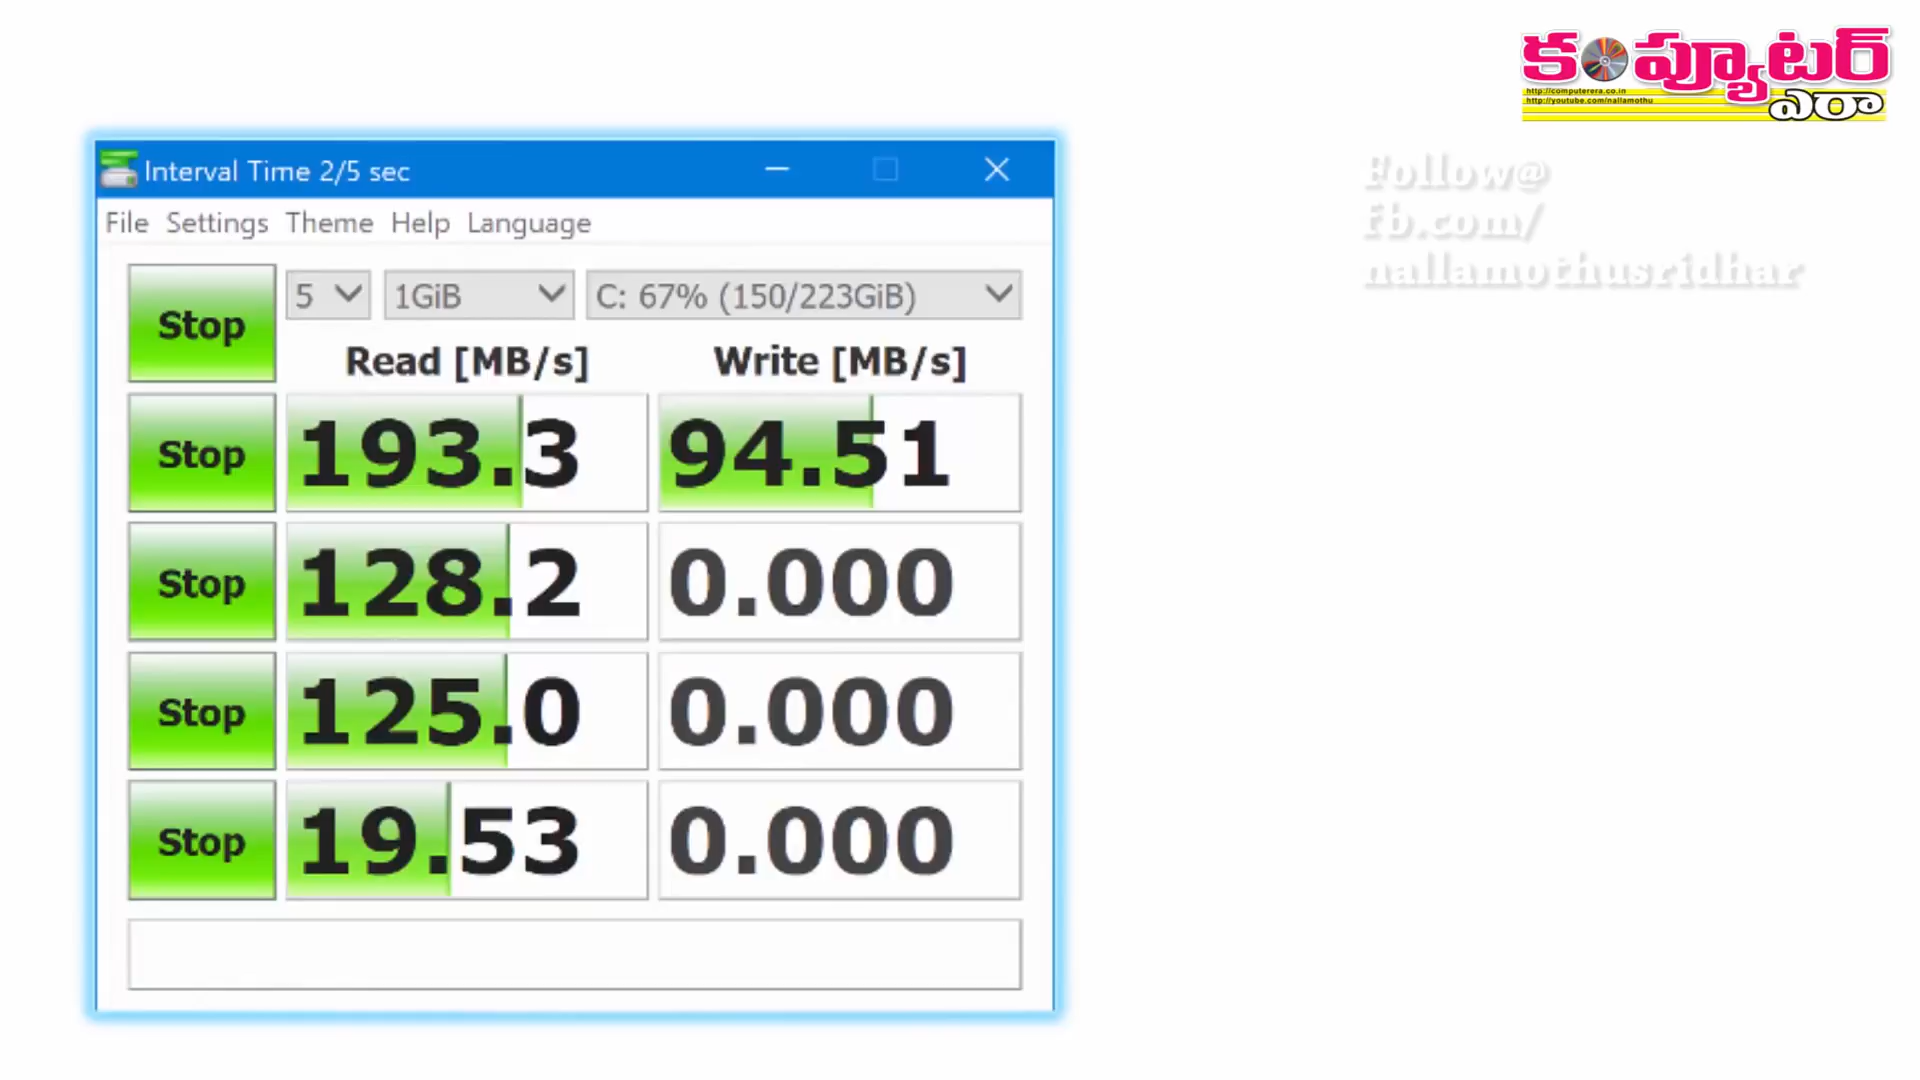 కంప్యూటర్
http://computerera.co.in
http://youtube.com/nallamothu
ఎరా
Follow@
fb.com/
nallamothusridhar
Interval Time 2/5 sec
File Settings Theme Help Language
Stop 5 1GiB C: 67% (150/223GiB)
Read [MB/s] Write [MB/s]
Stop 193.3 94.51
Stop 128.2 0.000
Stop 125.0 0.000
Stop 19.53 0.000